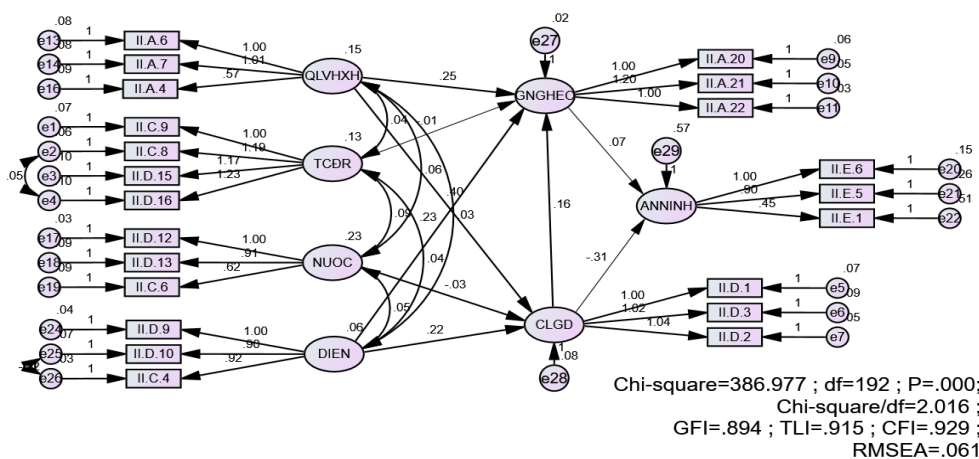 .08
e13 1 II.A.6 1.00
.08
e14 1 II.A.7 1.01
.09
e16 1 II.A.4 .57
.15
QLVHXH
.07
e1 1 II.C.9 1.00
.06
e2 1 II.C.8 1.19
.10
e3 1 II.D.15 1.17
.10
e4 1 II.D.16 1.23
.05
.13
TCĐR
.03
e17 1 II.D.12 1.00
.09
e18 1 II.D.13 .91
.09
e19 1 II.C.6 .62
.23
NUOC
.04
e24 1 II.D.9 1.00
.07
e25 1 II.D.10 .90
.03
e26 1 II.C.4 .92
.06
DIEN
.25
-.01
.04
.06
.40
.03
.09
.23
.04
-.03
.05
.22
.02
e27
1
GNGHEO
1.00 II.A.20 1 e9 .06
1.20 II.A.21 1 e10 .05
1.00 II.A.22 1 e11 .03
.07
.57
e29
1
ANNINH
1.00 II.E.6 1 e20 .15
.90 II.E.5 1 e21 .26
.45 II.E.1 1 e22 .51
.16
-.31
CLGD
1.00 II.D.1 1 e5 .07
1.02 II.D.3 1 e6 .09
1.04 II.D.2 1 e7 .05
1
.08
e28
Chi-square=386.977 ; df=192 ; P=.000;
Chi-square/df=2.016 ;
GFI=.894 ; TLI=.915 ; CFI=.929 ;
RMSEA=.061